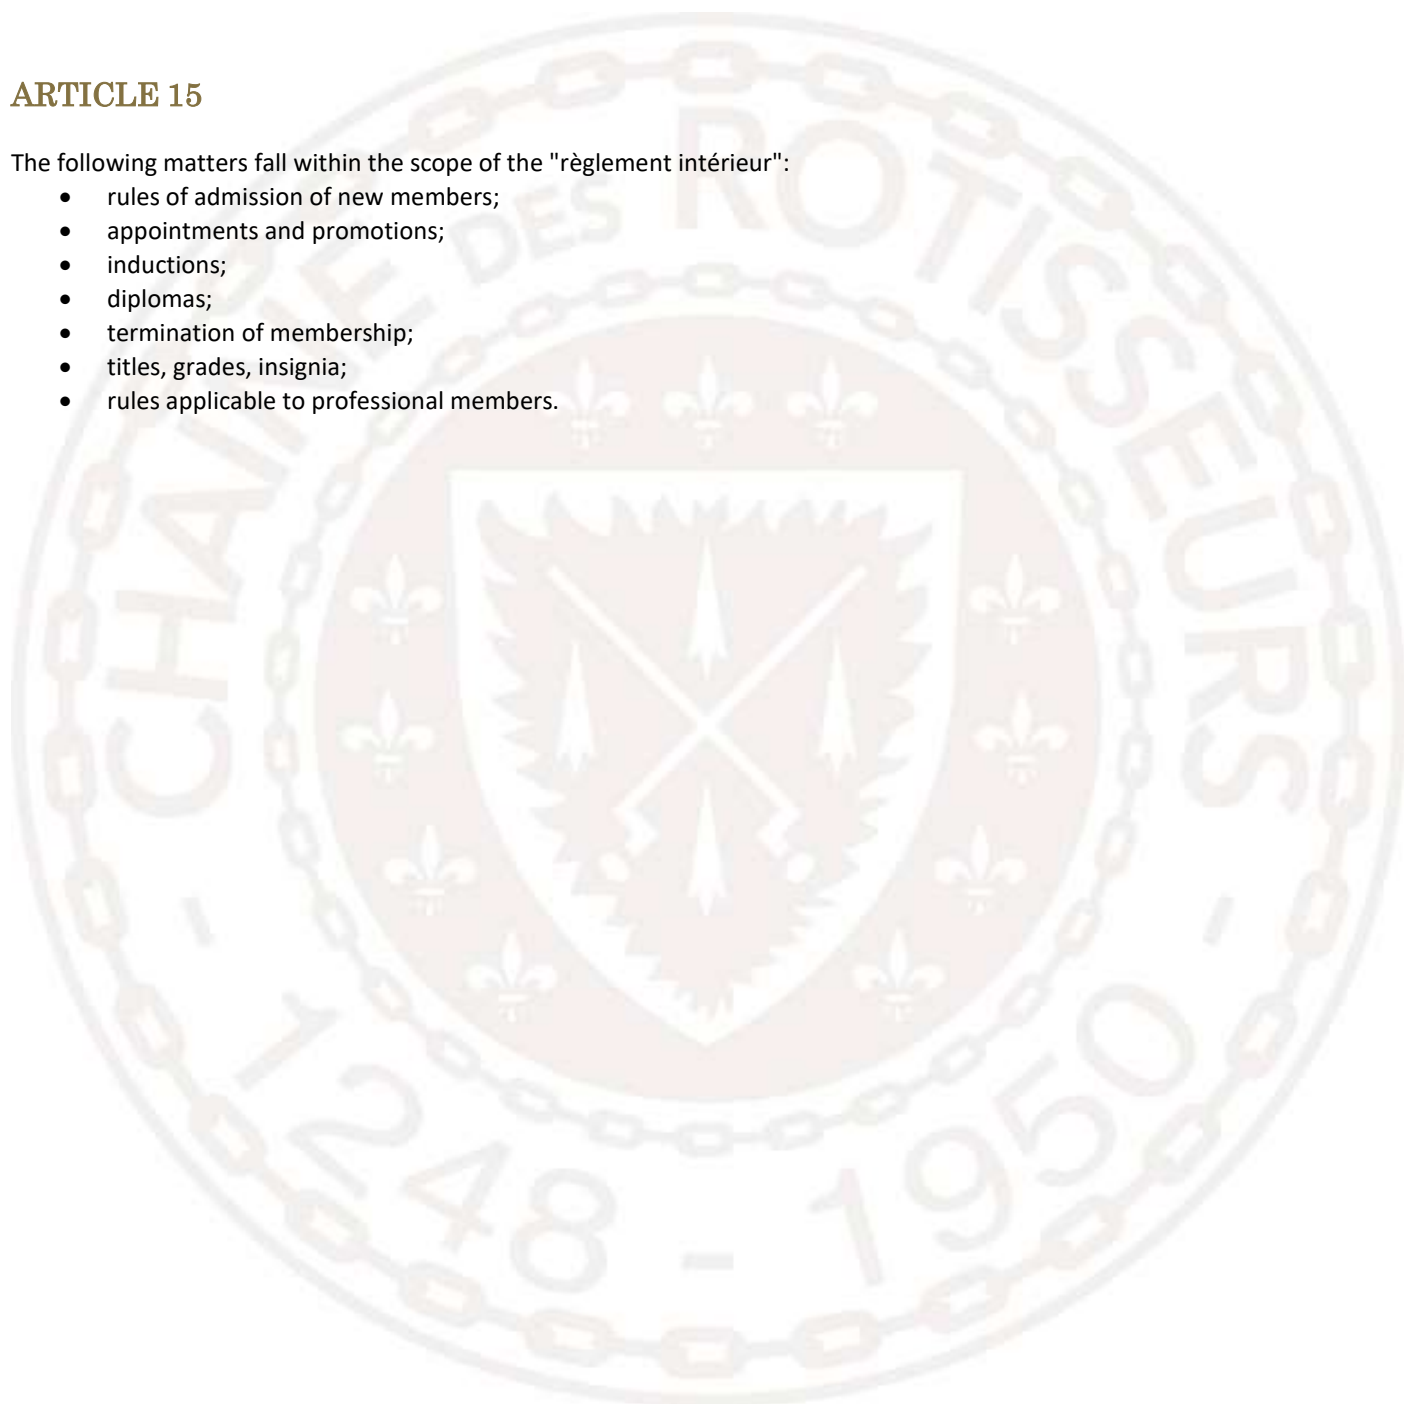 ARTICLE 15
The following matters fall within the scope of the "règlement intérieur":
• rules of admission of new members;
• appointments and promotions;
• inductions;
• diplomas;
• termination of membership;
• titles, grades, insignia;
• rules applicable to professional members.
CHAINE DES ROTISSEURS
- 1248 - 1950 -